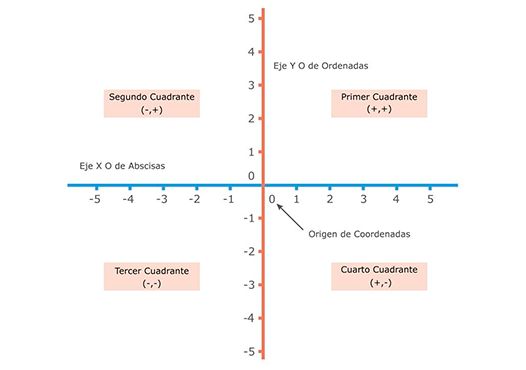 5
4
Eje Y O de Ordenadas
3
Segundo Cuadrante
(-,+)
Primer Cuadrante
(+,+)
2
1
Eje X O de Abscisas
0
-5 -4 -3 -2 -1 0 1 2 3 4 5
-1
Origen de Coordenadas
-2
Tercer Cuadrante
(-,-)
Cuarto Cuadrante
(+,-)
-3
-4
-5